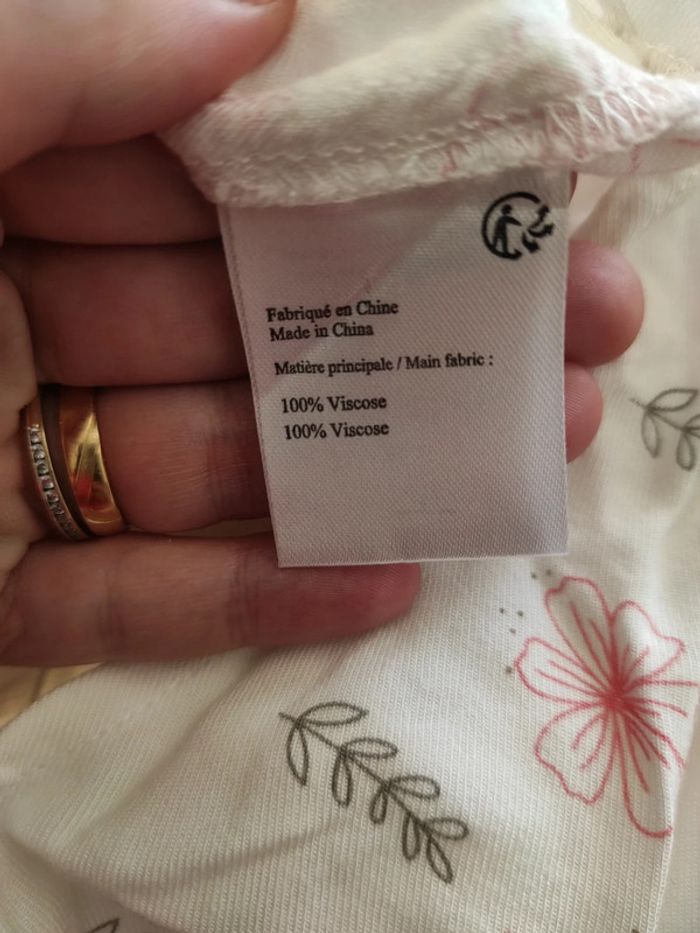 Fabriqué en Chine
Made in China
Matière principale / Main fabric :
100% Viscose
100% Viscose